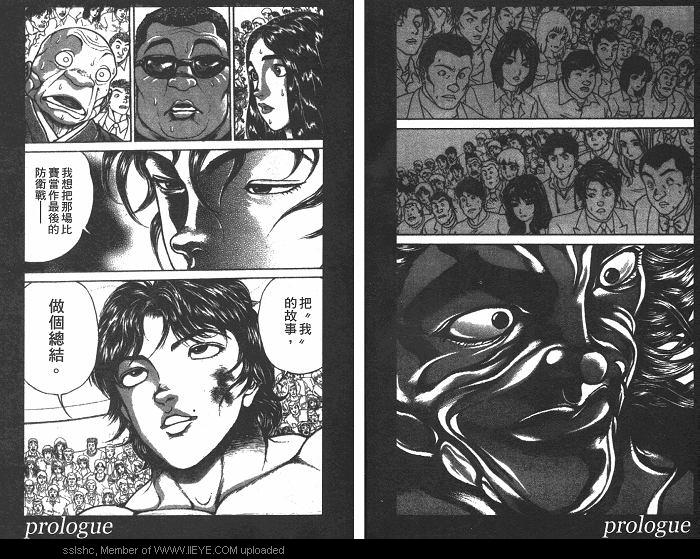 我想把那場比
賽當作最後的
防衛戰——
把〝我〞
的故事，
做個總結。
prologue
prologue
sslshc, Member of WWW.IIEYE.COM uploaded